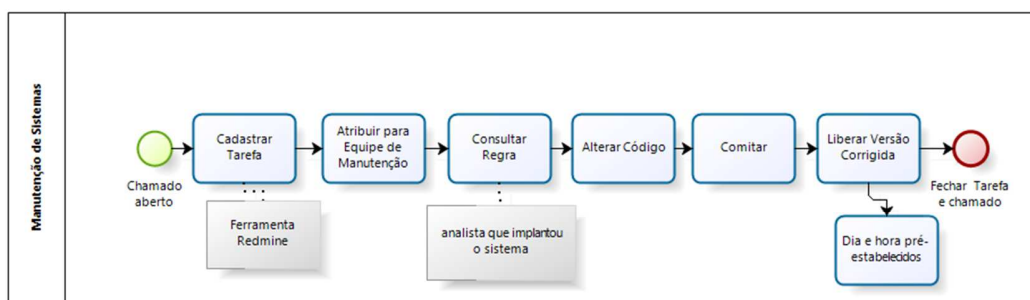 Manutenção de Sistemas
Chamado
aberto
Cadastrar
Tarefa
Ferramenta
Redmine
Atribuir para
Equipe de
Manutenção
Consultar
Regra
analista que implantou
o sistema
Alterar Código
Comitar
Liberar Versão
Corrigida
Dia e hora pré-
estabelecidos
Fechar Tarefa
e chamado